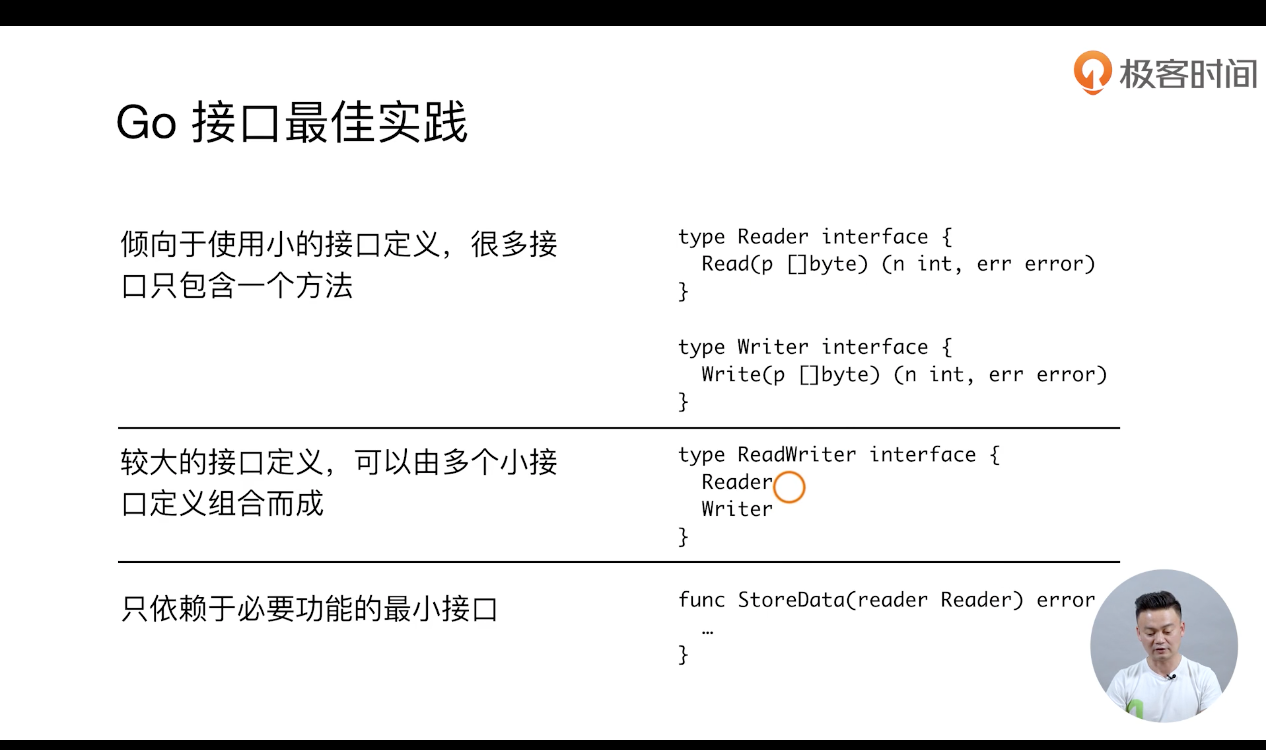 极客时间
Go 接口最佳实践
倾向于使用小的接口定义，很多接
口只包含一个方法
type Reader interface {
  Read(p []byte) (n int, err error)
}
type Writer interface {
  Write(p []byte) (n int, err error)
}
较大的接口定义，可以由多个小接
口定义组合而成
type ReadWriter interface {
  Reader
  Writer
}
只依赖于必要功能的最小接口
func StoreData(reader Reader) error
  …
}